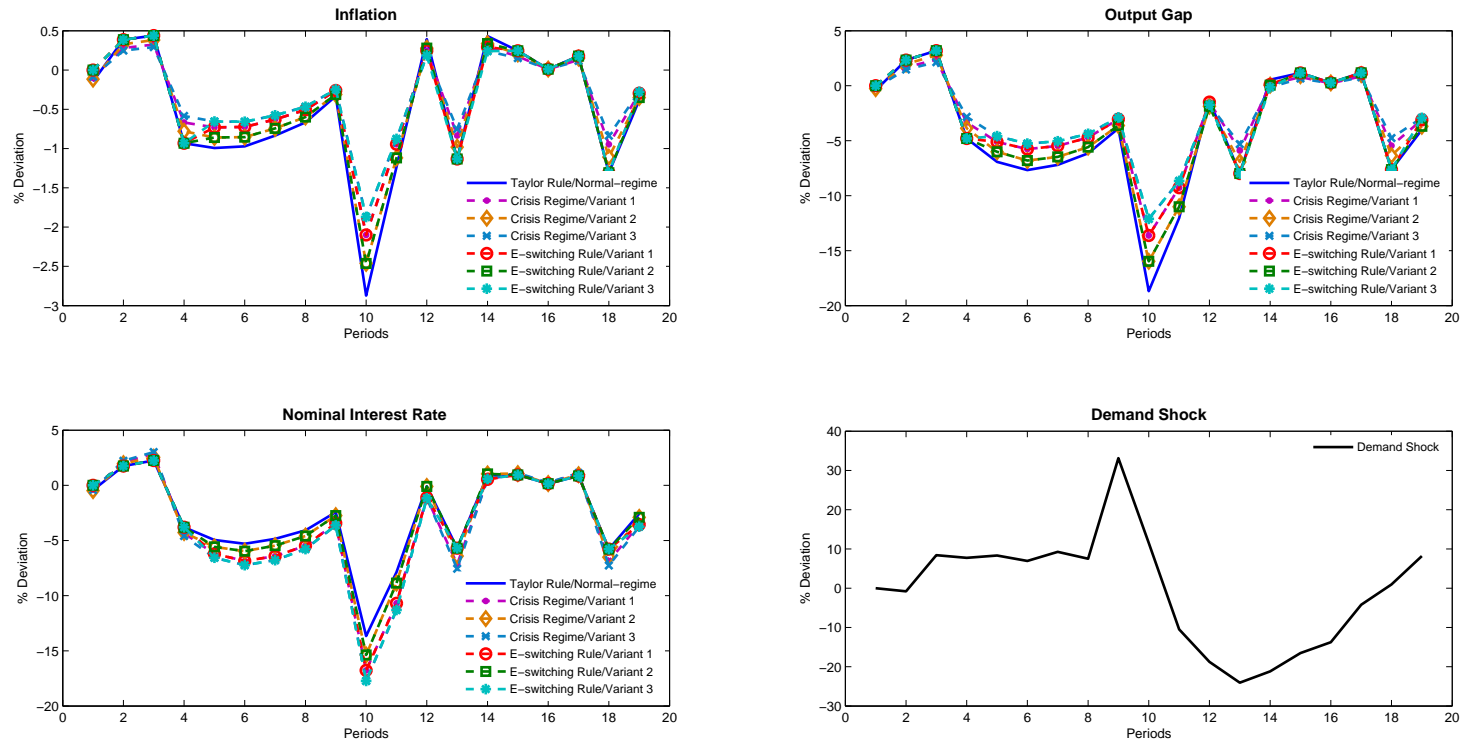 Inflation
% Deviation
0.5
0
−0.5
−1
−1.5
−2
−2.5
−3
0 2 4 6 8 10 12 14 16 18 20
Periods
Taylor Rule/Normal−regime
Crisis Regime/Variant 1
Crisis Regime/Variant 2
Crisis Regime/Variant 3
E−switching Rule/Variant 1
E−switching Rule/Variant 2
E−switching Rule/Variant 3
Output Gap
% Deviation
5
0
−5
−10
−15
−20
0 2 4 6 8 10 12 14 16 18 20
Periods
Taylor Rule/Normal−regime
Crisis Regime/Variant 1
Crisis Regime/Variant 2
Crisis Regime/Variant 3
E−switching Rule/Variant 1
E−switching Rule/Variant 2
E−switching Rule/Variant 3
Nominal Interest Rate
% Deviation
5
0
−5
−10
−15
−20
0 2 4 6 8 10 12 14 16 18 20
Periods
Taylor Rule/Normal−regime
Crisis Regime/Variant 1
Crisis Regime/Variant 2
Crisis Regime/Variant 3
E−switching Rule/Variant 1
E−switching Rule/Variant 2
E−switching Rule/Variant 3
Demand Shock
% Deviation
40
30
20
10
0
−10
−20
−30
0 2 4 6 8 10 12 14 16 18 20
Periods
Demand Shock